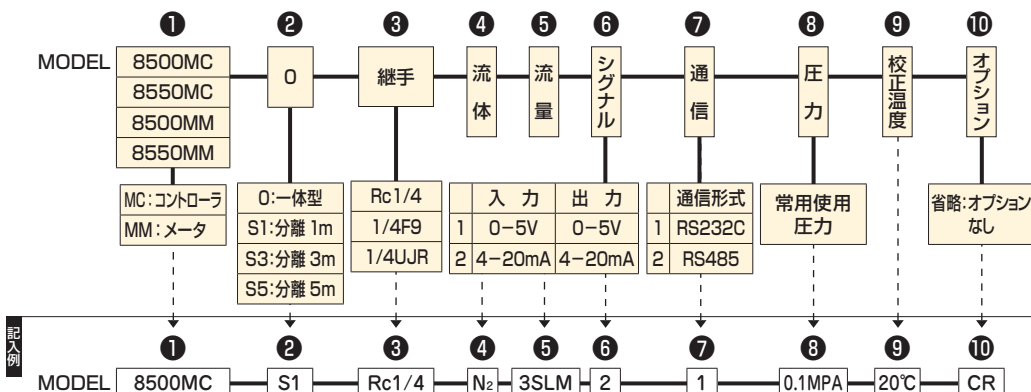 ❶ ❷ ❸ ❹ ❺ ❻ ❼ ❽ ❾ ❿
MODEL 8500MC 0 継手 流体 流量 シグナル 通信 圧力 校正温度 オプション
8550MC
8500MM
8550MM
MC:コントローラ
MM:メータ
0:一体型
S1:分離 1m
S3:分離 3m
S5:分離 5m
Rc1/4
1/4F9
1/4UJR
入力 出力
1 0-5V 0-5V
2 4-20mA 4-20mA
通信形式
1 RS232C
2 RS485
常用使用
圧力
省略:オプション
なし
記入例
❶ ❷ ❸ ❹ ❺ ❻ ❼ ❽ ❾ ❿
MODEL 8500MC S1 Rc1/4 N₂ 3SLM 2 1 0.1MPA 20℃ CR